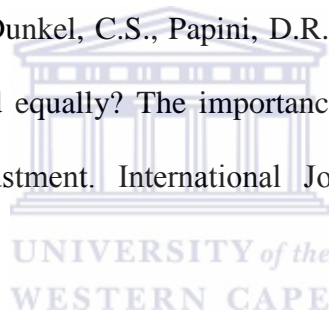 Dunkel, C.S., Papini, D.R.
equally? The importanc
stment. International Jo
UNIVERSITY of the
WESTERN CAPE